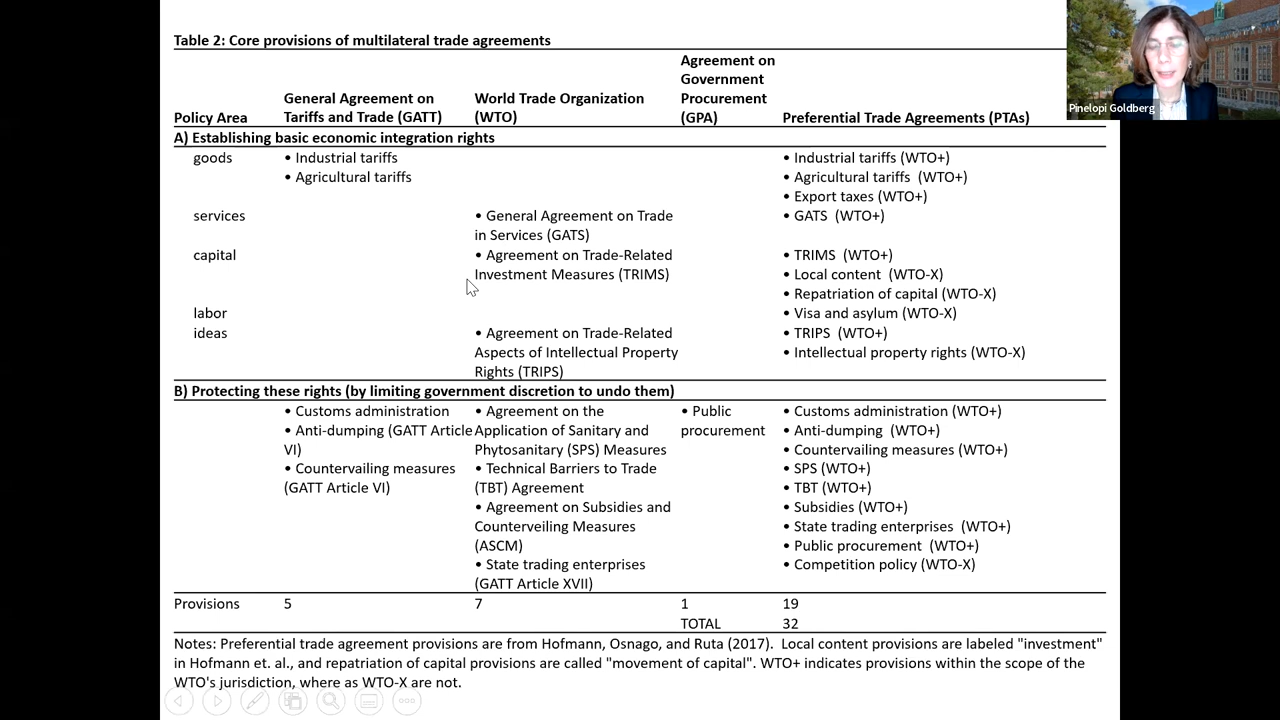 Table 2: Core provisions of multilateral trade agreements
Pinelopi Goldberg
Policy Area
General Agreement on
Tariffs and Trade (GATT)
World Trade Organization
(WTO)
Agreement on
Government
Procurement
(GPA)
Preferential Trade Agreements (PTAs)
A) Establishing basic economic integration rights
goods
• Industrial tariffs
• Agricultural tariffs
• Industrial tariffs (WTO+)
• Agricultural tariffs (WTO+)
• Export taxes (WTO+)
services
• General Agreement on Trade
in Services (GATS)
• GATS (WTO+)
capital
• Agreement on Trade-Related
Investment Measures (TRIMS)
• TRIMS (WTO+)
• Local content (WTO-X)
• Repatriation of capital (WTO-X)
labor
• Visa and asylum (WTO-X)
ideas
• Agreement on Trade-Related
Aspects of Intellectual Property
Rights (TRIPS)
• TRIPS (WTO+)
• Intellectual property rights (WTO-X)
B) Protecting these rights (by limiting government discretion to undo them)
• Customs administration
• Anti-dumping (GATT Article
VI)
• Countervailing measures
(GATT Article VI)
• Agreement on the
Application of Sanitary and
Phytosanitary (SPS) Measures
• Technical Barriers to Trade
(TBT) Agreement
• Agreement on Subsidies and
Counterveiling Measures
(ASCM)
• State trading enterprises
(GATT Article XVII)
• Public
procurement
• Customs administration (WTO+)
• Anti-dumping (WTO+)
• Countervailing measures (WTO+)
• SPS (WTO+)
• TBT (WTO+)
• Subsidies (WTO+)
• State trading enterprises (WTO+)
• Public procurement (WTO+)
• Competition policy (WTO-X)
Provisions 5 7 1 19
TOTAL 32
Notes: Preferential trade agreement provisions are from Hofmann, Osnago, and Ruta (2017). Local content provisions are labeled "investment"
in Hofmann et. al., and repatriation of capital provisions are called "movement of capital". WTO+ indicates provisions within the scope of the
WTO's jurisdiction, where as WTO-X are not.